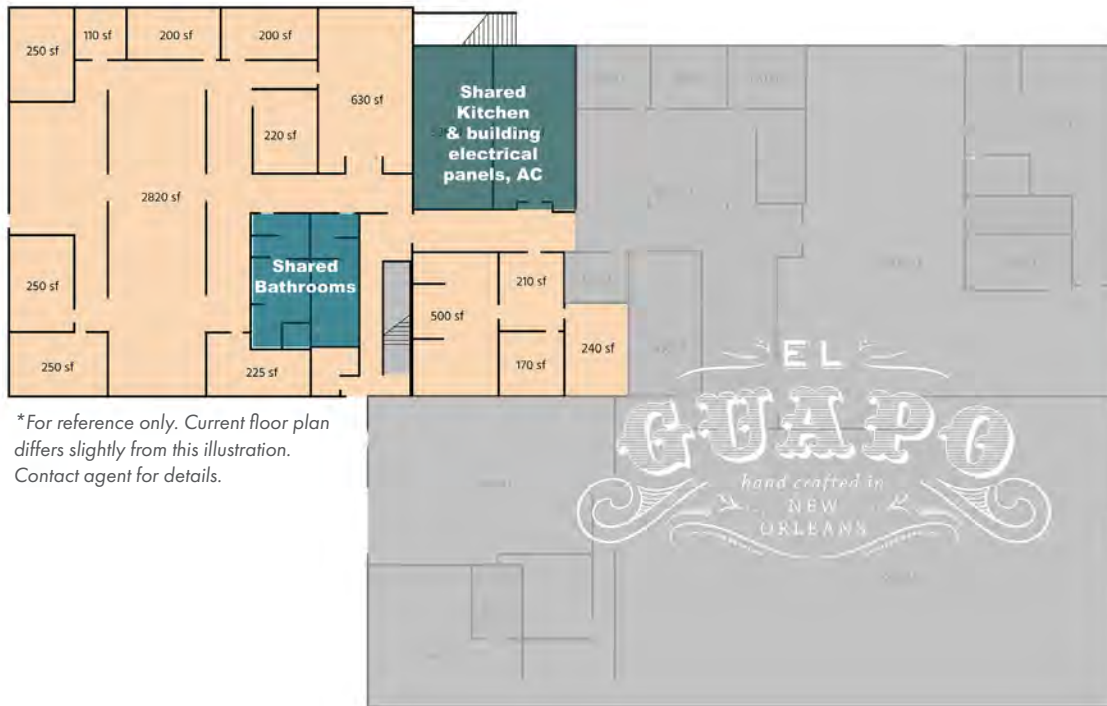 250 sf
110 sf
200 sf
200 sf
630 sf
220 sf
Shared
Kitchen
& building
electrical
panels, AC
2820 sf
Shared
Bathrooms
250 sf
250 sf
225 sf
500 sf
210 sf
170 sf
240 sf
*For reference only. Current floor plan
differs slightly from this illustration.
Contact agent for details.
EL
GUAPO
hand crafted in
NEW
ORLEANS